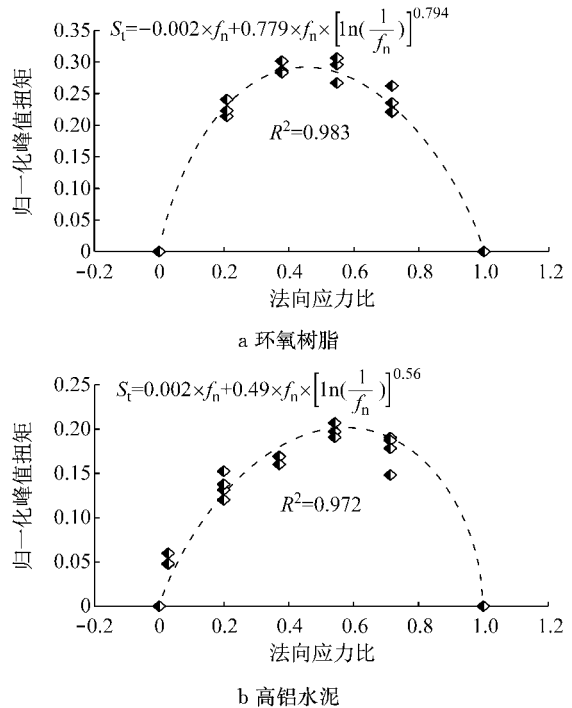 S_t=−0.002×f_n+0.779×f_n×[ln(1/f_n)]^0.794
0.35
0.30
0.25
0.20
0.15
0.10
0.05
0
归一化峰值扭矩
R²=0.983
−0.2 0 0.2 0.4 0.6 0.8 1.0 1.2
法向应力比
a 环氧树脂
S_t=0.002×f_n+0.49×f_n×[ln(1/f_n)]^0.56
0.25
0.20
0.15
0.10
0.05
0
归一化峰值扭矩
R²=0.972
−0.2 0 0.2 0.4 0.6 0.8 1.0 1.2
法向应力比
b 高铝水泥